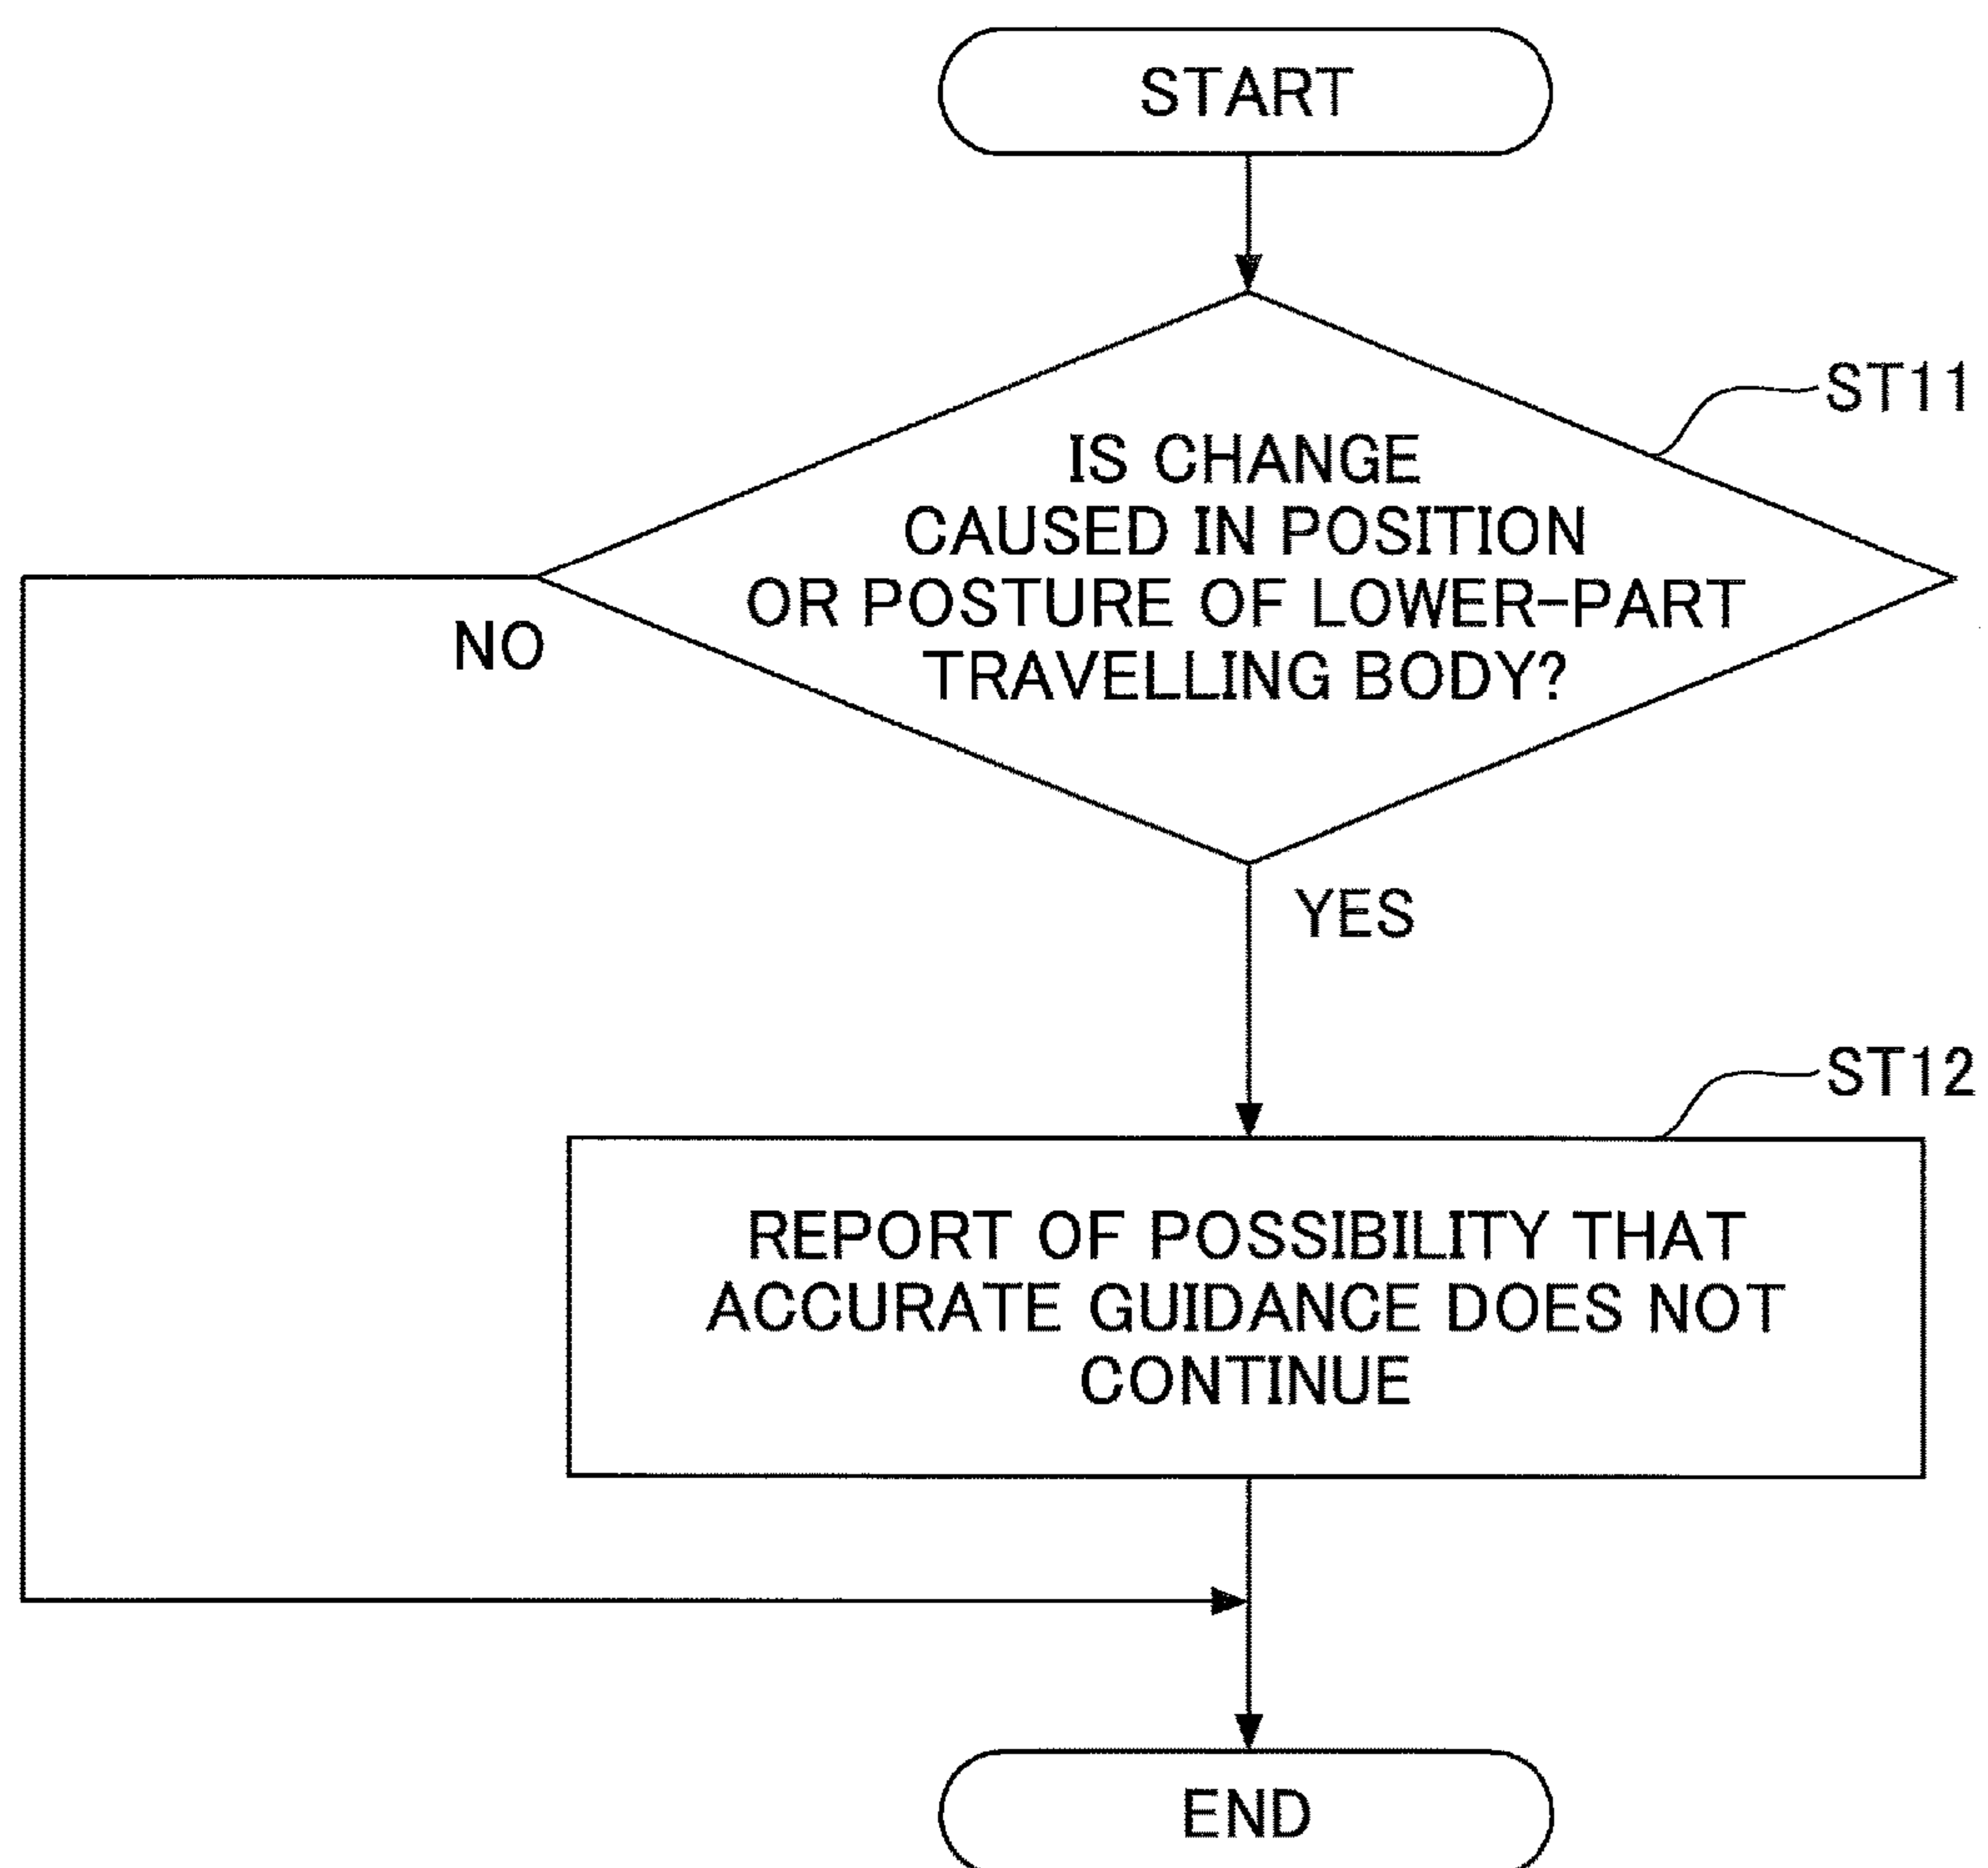 START
ST11
IS CHANGE
CAUSED IN POSITION
OR POSTURE OF LOWER-PART
TRAVELLING BODY?
NO
YES
ST12
REPORT OF POSSIBILITY THAT
ACCURATE GUIDANCE DOES NOT
CONTINUE
END